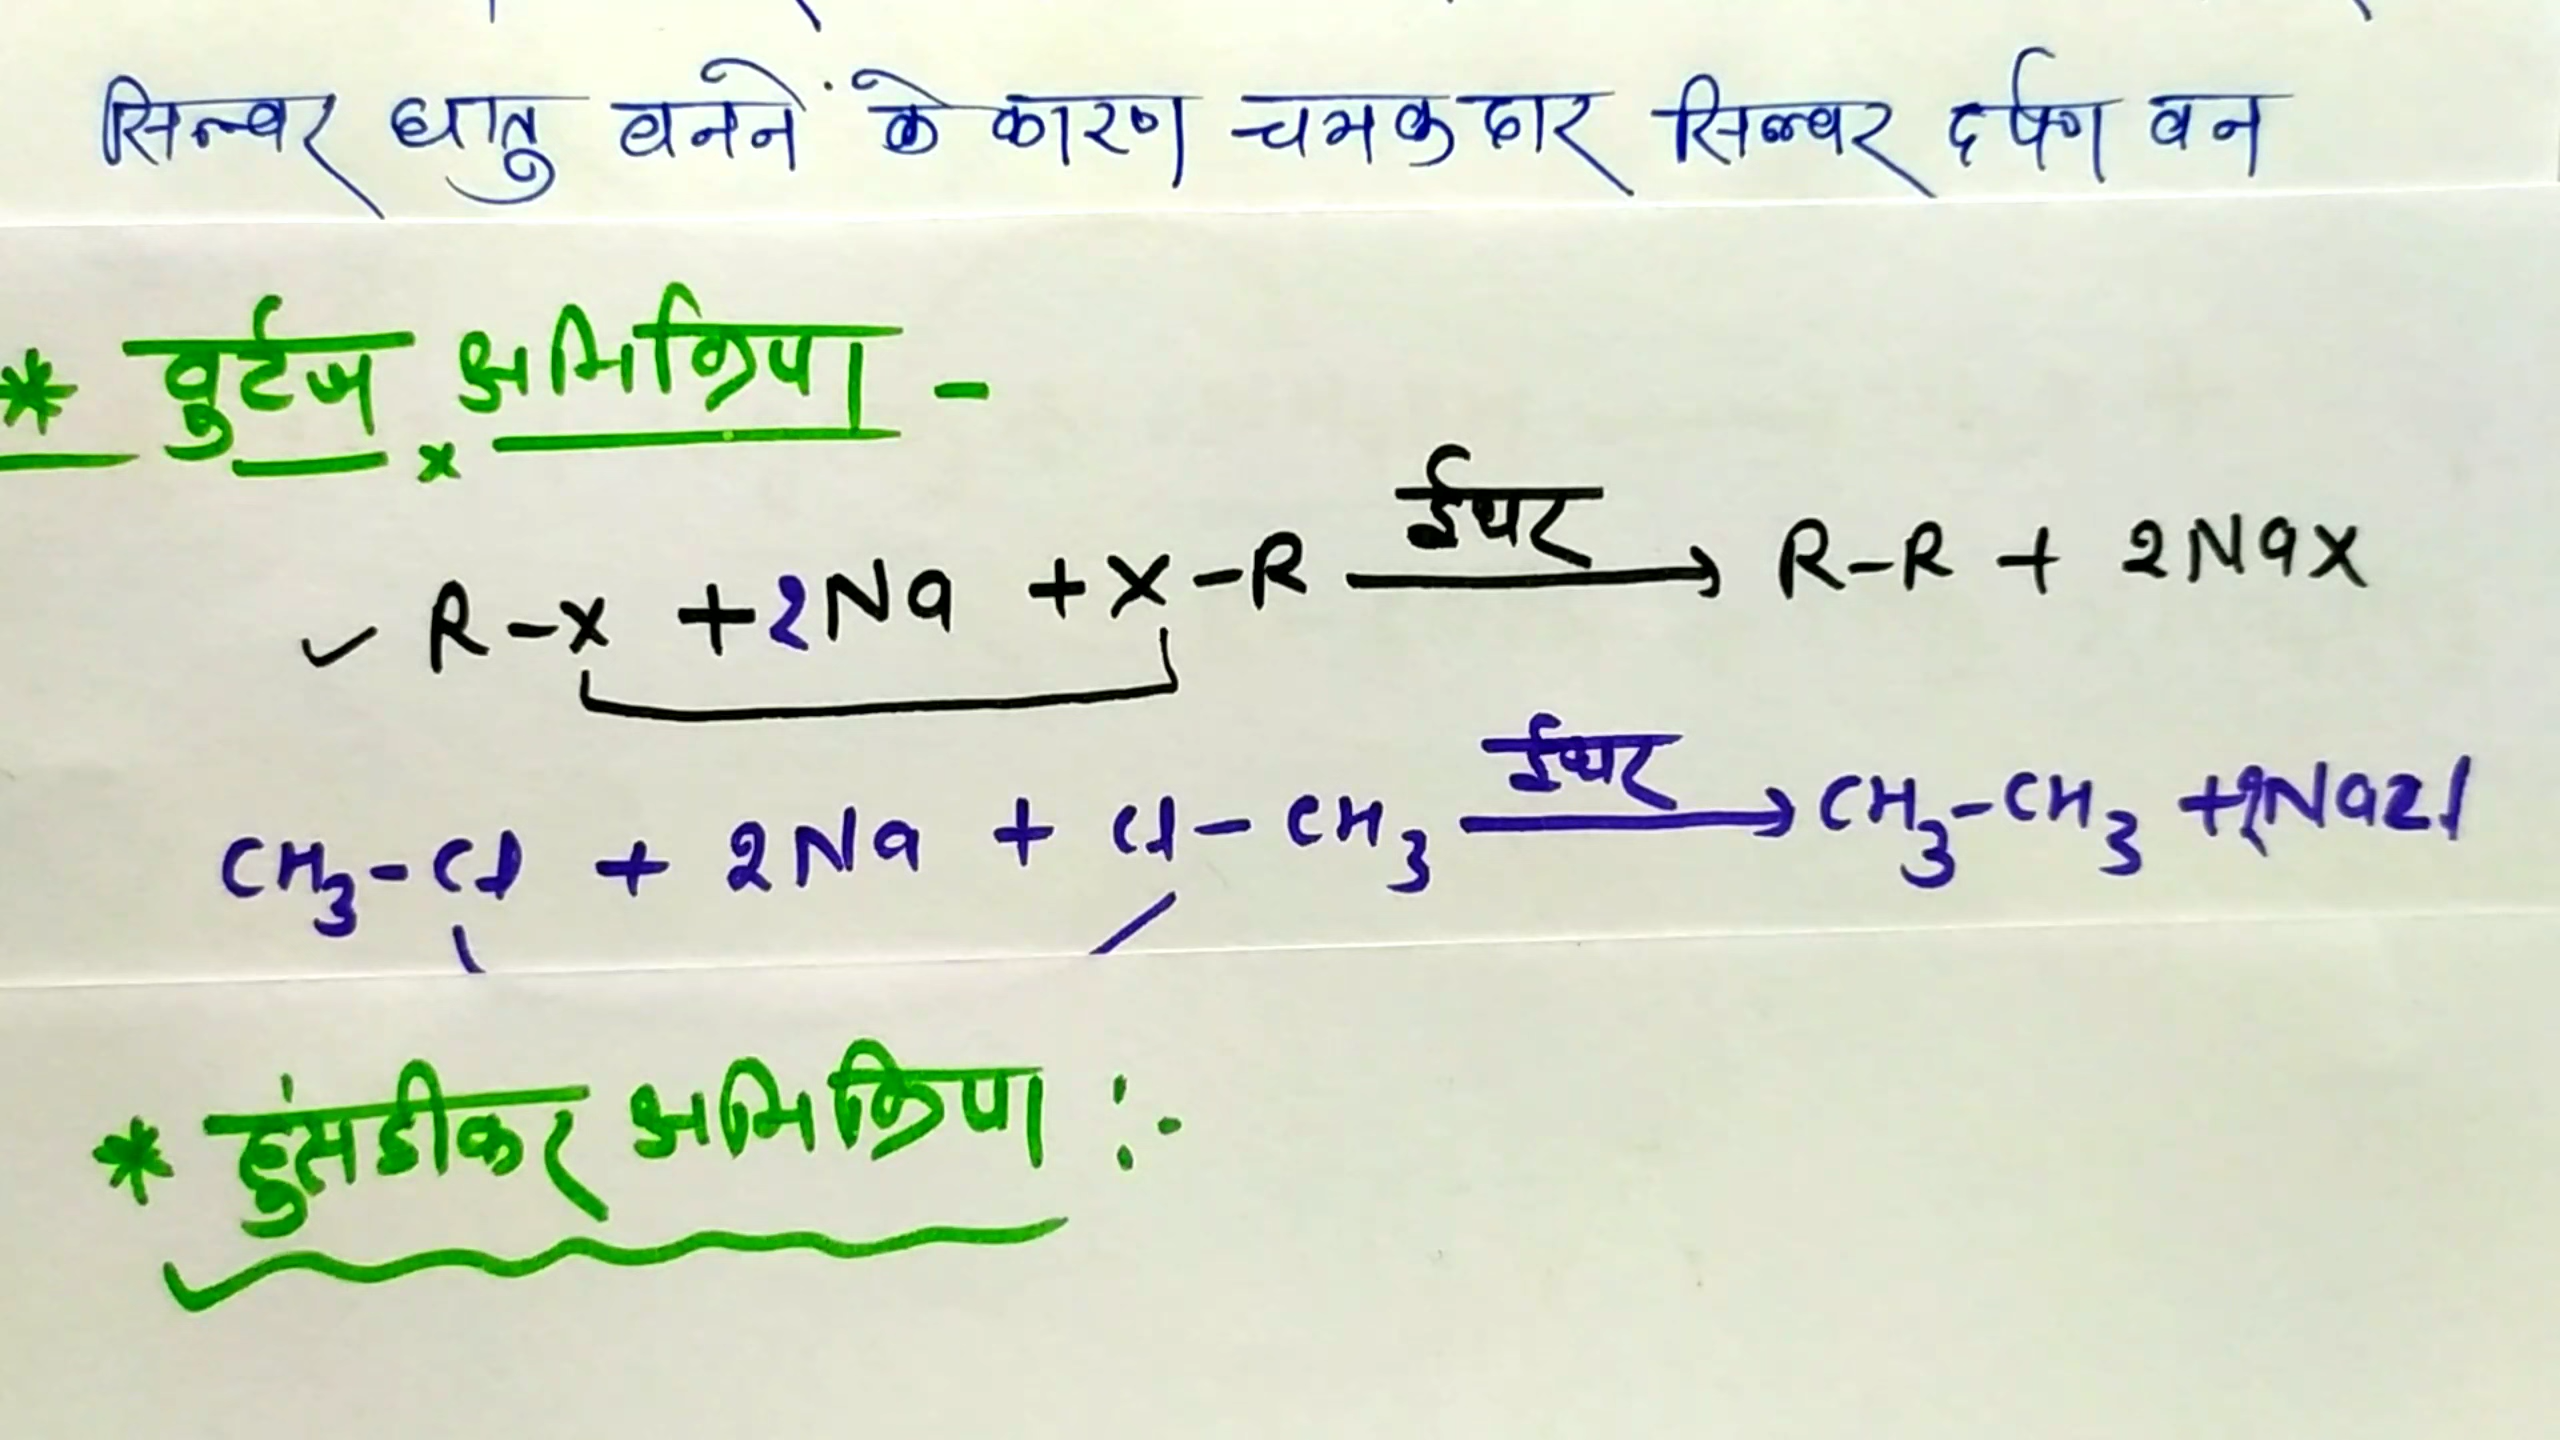 सिल्वर धातु बनने के कारण चमकदार सिल्वर दर्पण बन
* वुर्टज अभिक्रिया -
ईथर
R-x +2Na +x-R → R-R + 2Nax
ईथर
CH3-Cl + 2Na + Cl-CH3 → CH3-CH3 +2NaCl
* हुंसडीकर अभिक्रिया :-